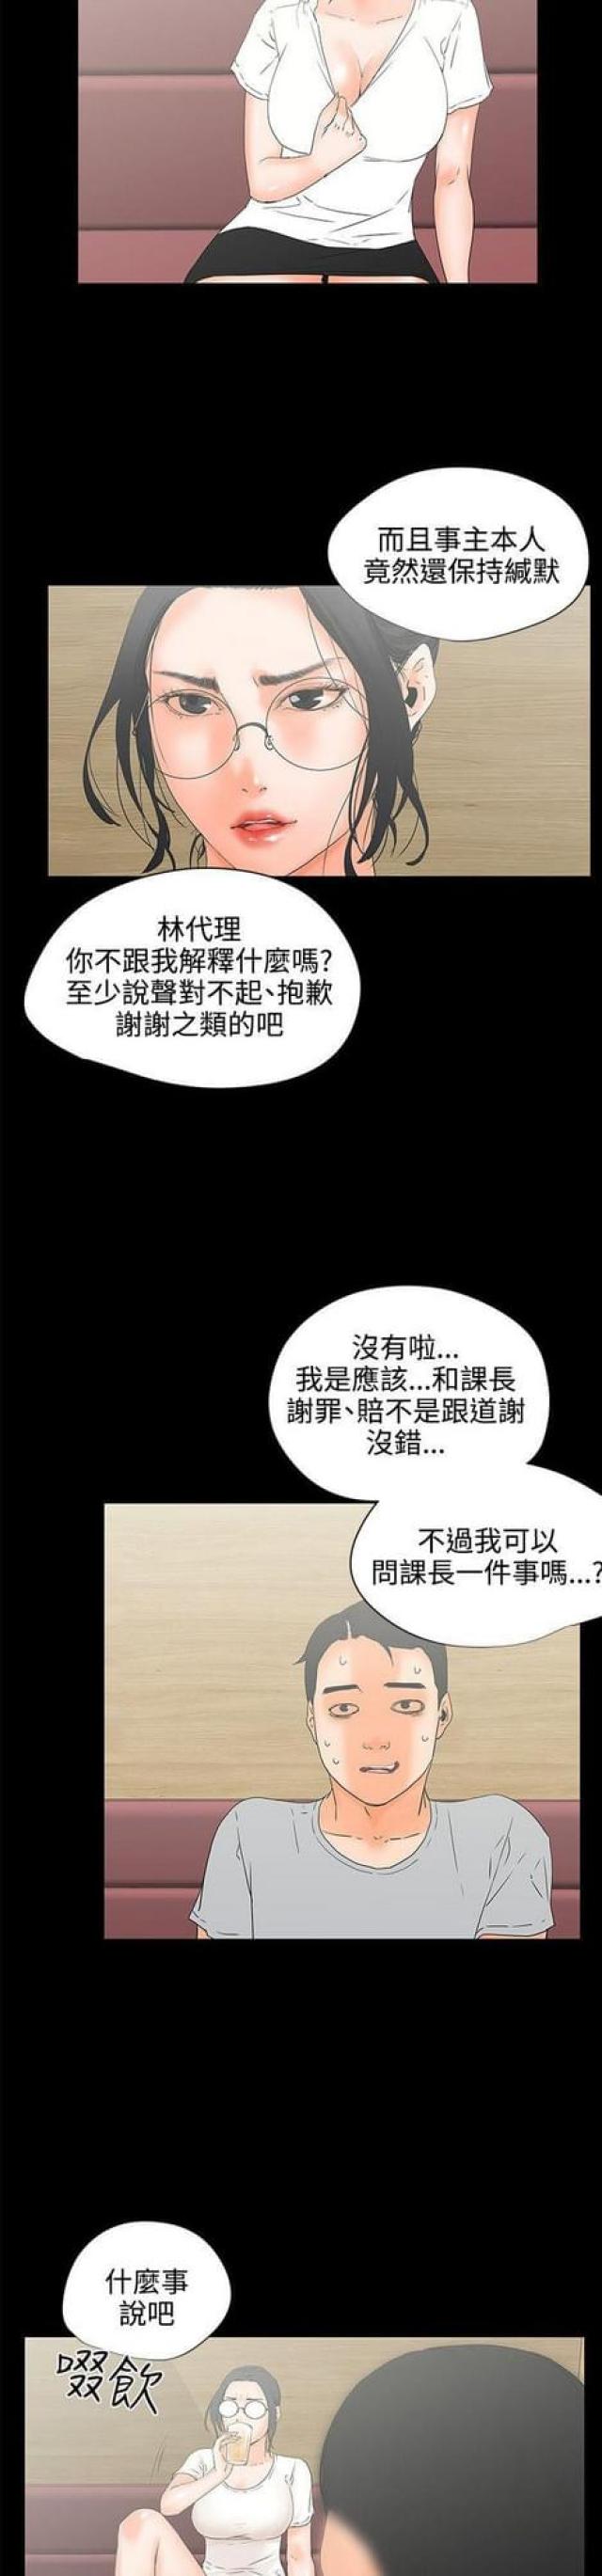 而且事主本人
竟然還保持緘默
林代理
你不跟我解釋什麼嗎?
至少說聲對不起、抱歉
謝謝之類的吧
沒有啦...
我是應該...和課長
謝罪、賠不是跟道謝
沒錯...
不過我可以
問課長一件事嗎...?
什麼事
說吧
啜飲